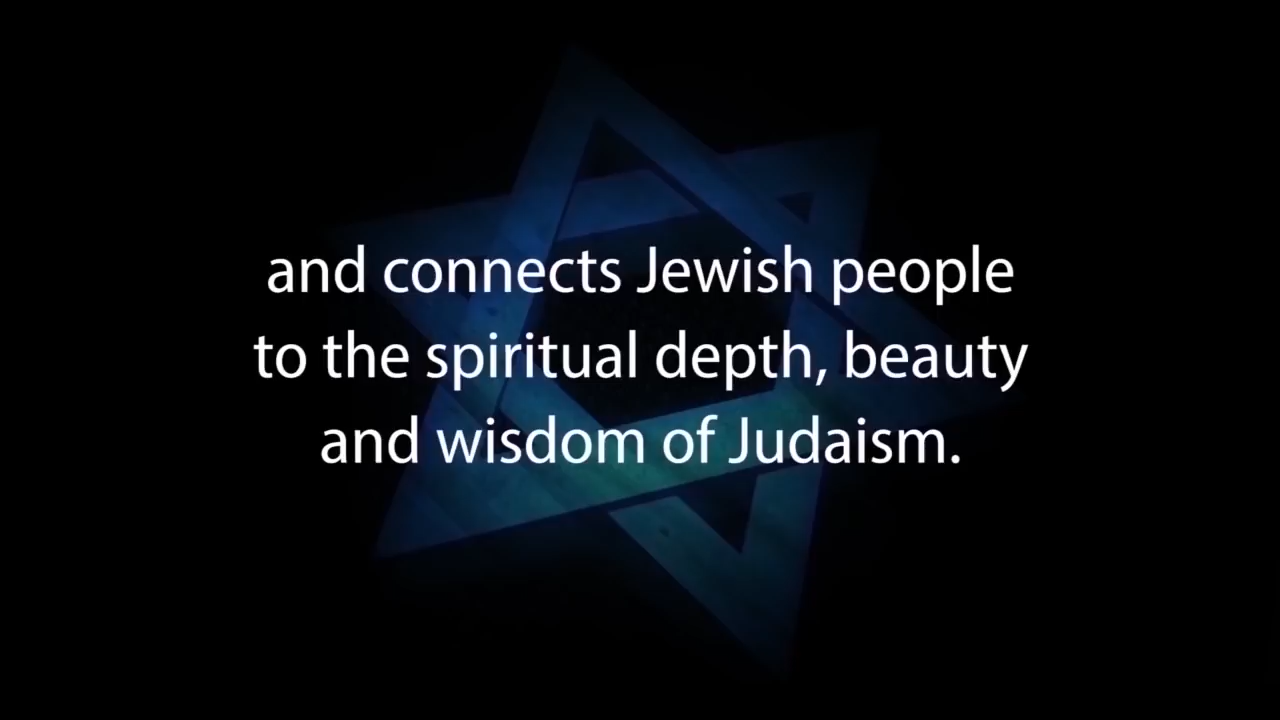 and connects Jewish people
to the spiritual depth, beauty
and wisdom of Judaism.